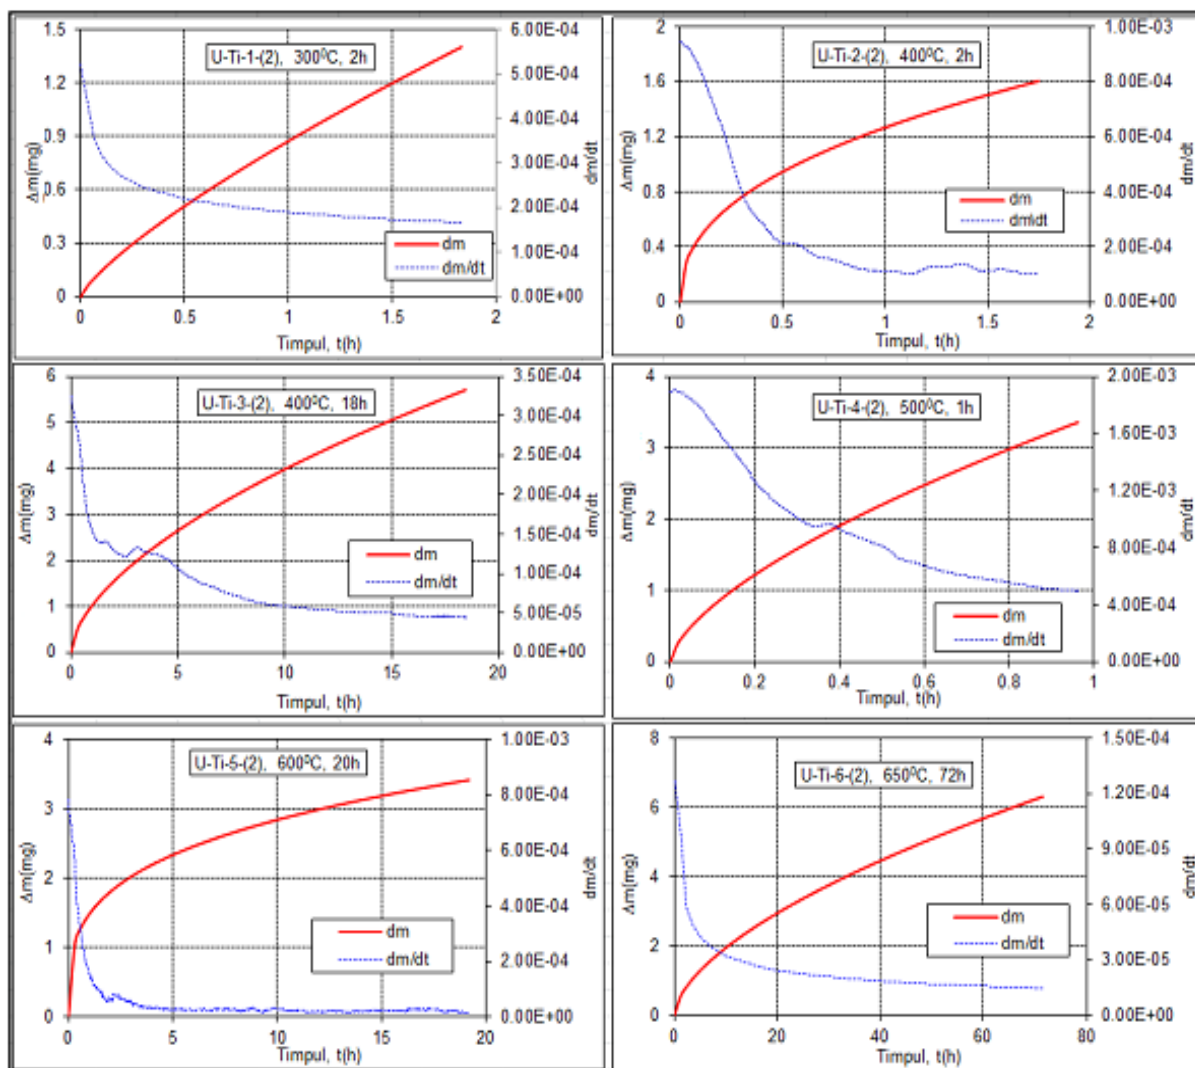 U-Ti-1-(2), 300⁰C, 2h
Δm(mg)
1.5
1.2
0.9
0.6
0.3
0
6.00E-04
5.00E-04
4.00E-04
3.00E-04
2.00E-04
1.00E-04
0.00E+00
dm/dt
dm
dm/dt
0 0.5 1 1.5 2
Timpul, t(h)
U-Ti-2-(2), 400⁰C, 2h
Δm(mg)
2
1.6
1.2
0.8
0.4
0
1.00E-03
8.00E-04
6.00E-04
4.00E-04
2.00E-04
0.00E+00
dm/dt
dm
dm/dt
0 0.5 1 1.5 2
Timpul, t(h)
U-Ti-3-(2), 400⁰C, 18h
Δm(mg)
6
5
4
3
2
1
0
3.50E-04
3.00E-04
2.50E-04
2.00E-04
1.50E-04
1.00E-04
5.00E-05
0.00E+00
dm/dt
dm
dm/dt
0 5 10 15 20
Timpul, t(h)
U-Ti-4-(2), 500⁰C, 1h
Δm(mg)
4
3
2
1
0
2.00E-03
1.60E-03
1.20E-03
8.00E-04
4.00E-04
0.00E+00
dm/dt
dm
dm/dt
0 0.2 0.4 0.6 0.8 1
Timpul, t(h)
U-Ti-5-(2), 600⁰C, 20h
Δm(mg)
4
3
2
1
0
1.00E-03
8.00E-04
6.00E-04
4.00E-04
2.00E-04
0.00E+00
dm/dt
dm
dm/dt
0 5 10 15 20
Timpul, t(h)
U-Ti-6-(2), 650⁰C, 72h
Δm(mg)
8
6
4
2
0
1.50E-04
1.20E-04
9.00E-05
6.00E-05
3.00E-05
0.00E+00
dm/dt
dm
dm/dt
0 20 40 60 80
Timpul, t(h)